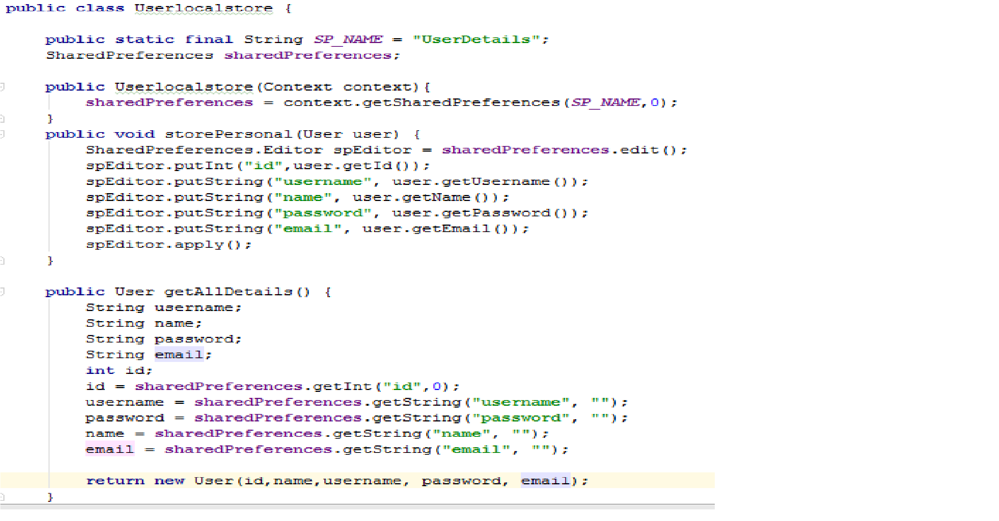 public class Userlocalstore {
public static final String SP_NAME = "UserDetails";
SharedPreferences sharedPreferences;
public Userlocalstore(Context context){
sharedPreferences = context.getSharedPreferences(SP_NAME,0);
}
public void storePersonal(User user) {
SharedPreferences.Editor spEditor = sharedPreferences.edit();
spEditor.putInt("id",user.getId());
spEditor.putString("username", user.getUsername());
spEditor.putString("name", user.getName());
spEditor.putString("password", user.getPassword());
spEditor.putString("email", user.getEmail());
spEditor.apply();
}
public User getAllDetails() {
String username;
String name;
String password;
String email;
int id;
id = sharedPreferences.getInt("id",0);
username = sharedPreferences.getString("username", "");
password = sharedPreferences.getString("password", "");
name = sharedPreferences.getString("name", "");
email = sharedPreferences.getString("email", "");
return new User(id,name,username, password, email);
}